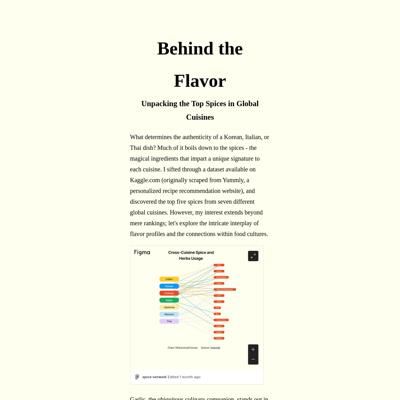 Behind the
Flavor
Unpacking the Top Spices in Global
Cuisines
What determines the authenticity of a Korean, Italian, or
Thai dish? Much of it boils down to the spices - the
magical ingredients that impart a unique signature to
each cuisine. I sifted through a dataset available on
Kaggle.com (originally scraped from Yummly, a
personalized recipe recommendation website), and
discovered the top five spices from seven different
global cuisines. However, my interest extends beyond
mere rankings; let's explore the intricate interplay of
flavor profiles and the connections within food cultures.
Figma
Cross-Cuisine Spice and
Herbs Usage
spice network Edited 1 month ago
Garlic, the ubiquitous culinary companion, stands out in